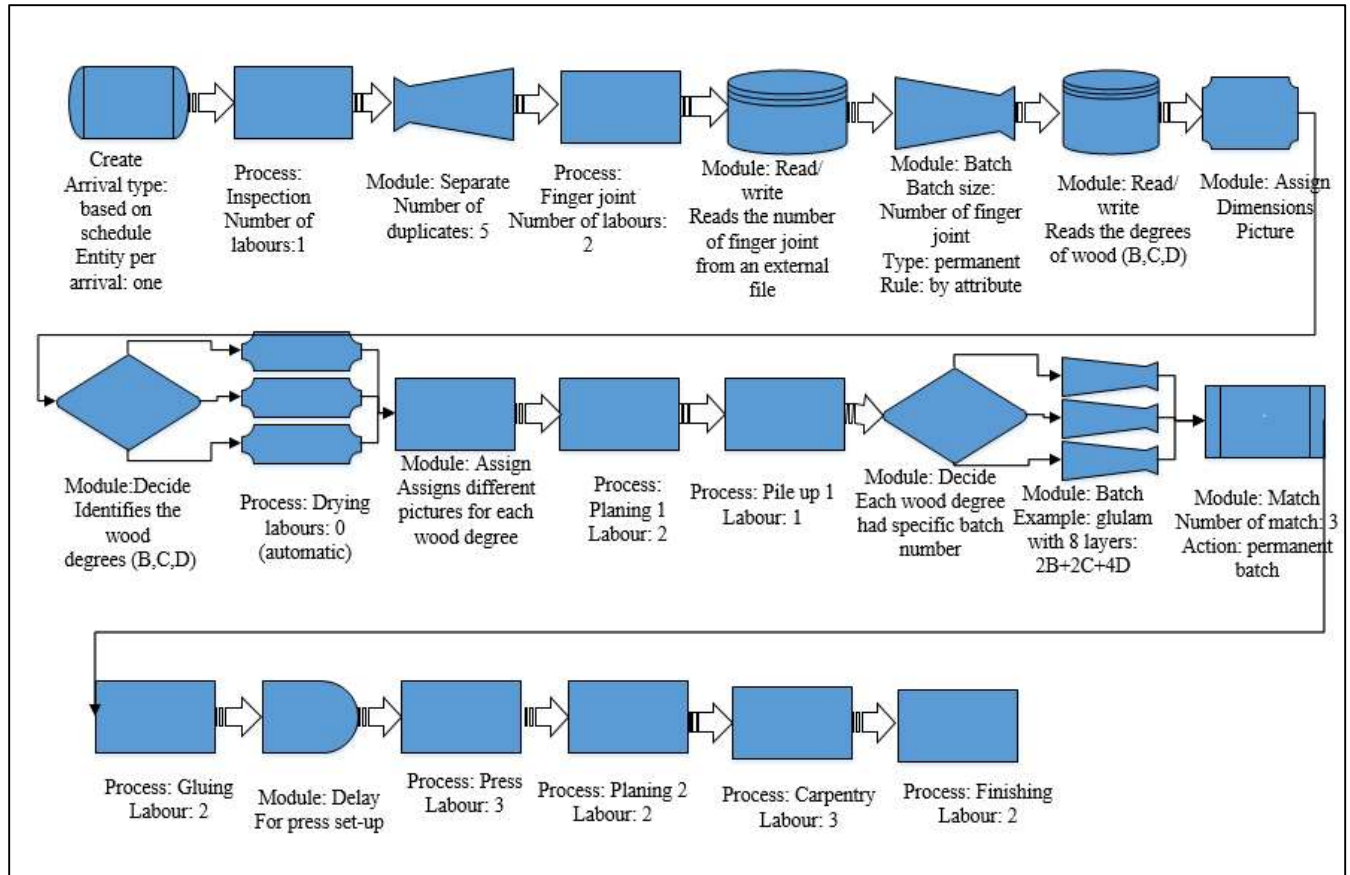 Create
Arrival type:
based on
schedule
Entity per
arrival: one
Process:
Inspection
Number of
labours:1
Module: Separate
Number of
duplicates: 5
Process:
Finger joint
Number of labours:
2
Module: Read/
write
Reads the number
of finger joint
from an external
file
Module: Batch
Batch size:
Number of finger
joint
Type: permanent
Rule: by attribute
Module: Read/
write
Reads the degrees
of wood (B,C,D)
Module: Assign
Dimensions
Picture
Module:Decide
Identifies the
wood
degrees (B,C,D)
Process: Drying
labours: 0
(automatic)
Module: Assign
Assigns different
pictures for each
wood degree
Process:
Planing 1
Labour: 2
Process: Pile up 1
Labour: 1
Module: Decide
Each wood degree
had specific batch
number
Module: Batch
Example: glulam
with 8 layers:
2B+2C+4D
Module: Match
Number of match: 3
Action: permanent
batch
Process: Gluing
Labour: 2
Module: Delay
For press set-up
Process: Press
Labour: 3
Process: Planing 2
Labour: 2
Process: Carpentry
Labour: 3
Process: Finishing
Labour: 2